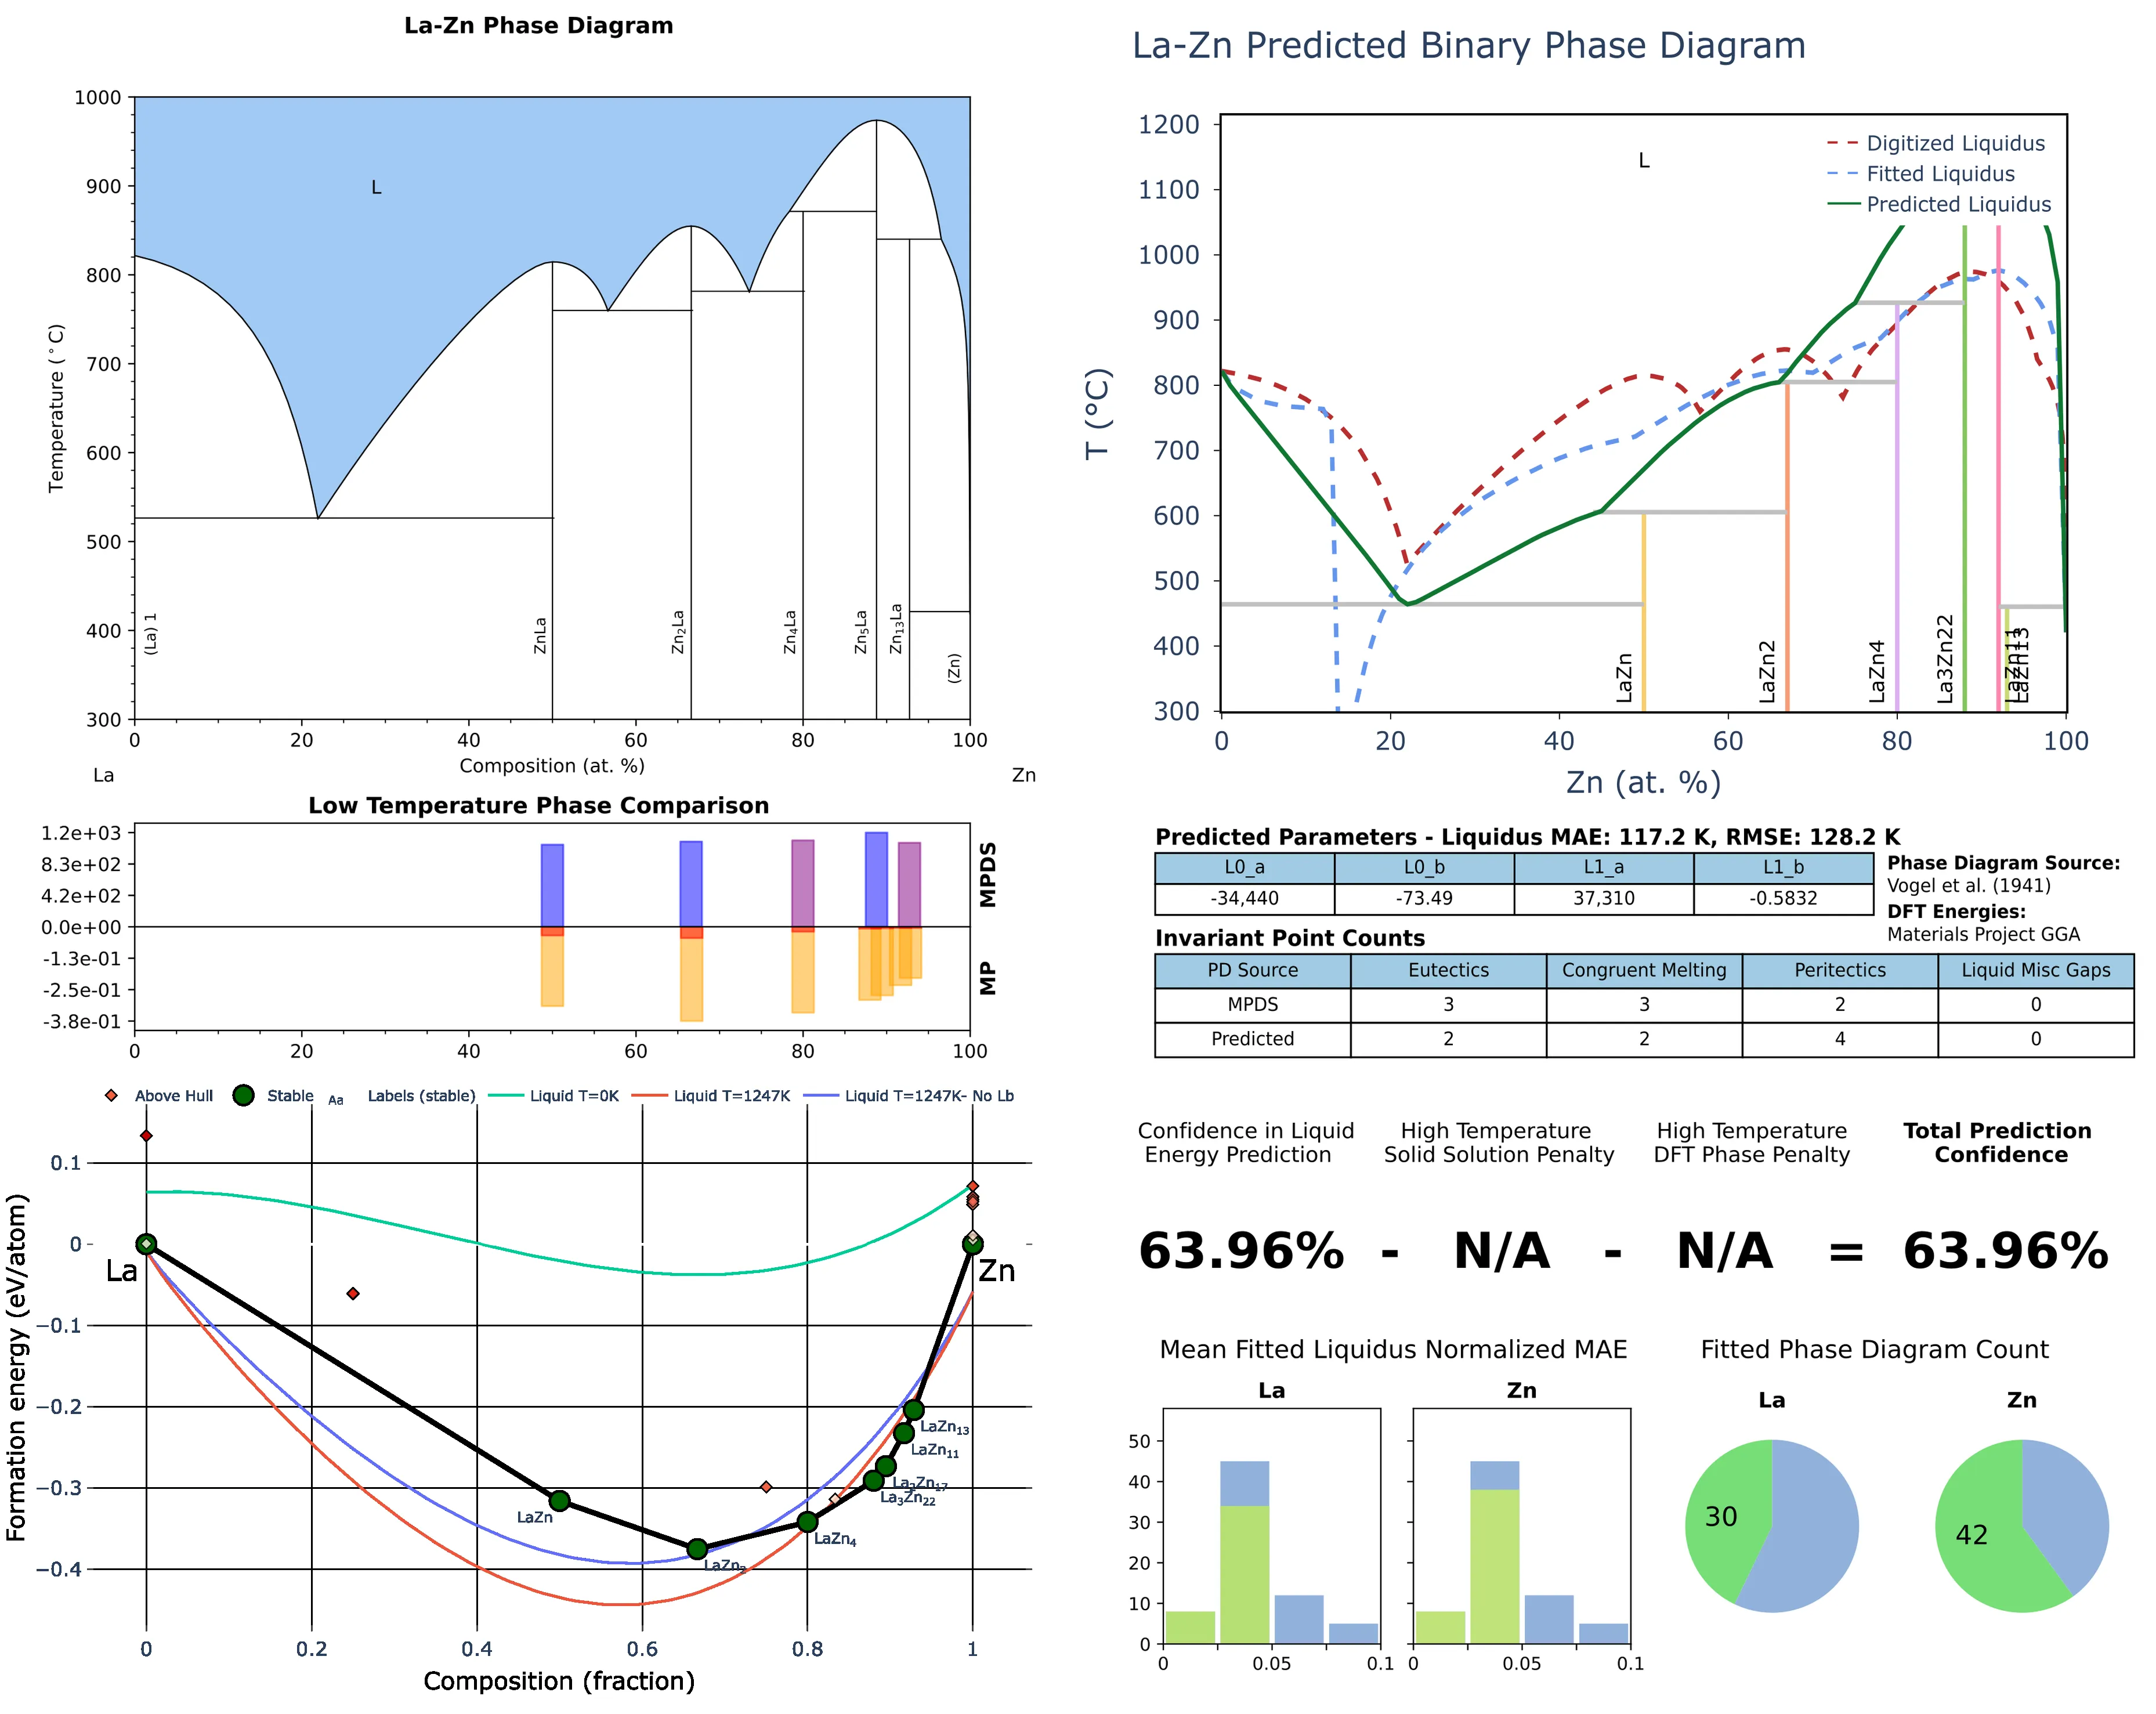 La-Zn Phase Diagram
1000
900
800
700
600
500
400
300
Temperature (°C)
L
(La) 1
ZnLa
Zn2La
Zn4La
Zn5La
Zn13La
(Zn)
0 20 40 60 80 100
La Composition (at. %) Zn
Low Temperature Phase Comparison
1.2e+03
8.3e+02
4.2e+02
0.0e+00
-1.3e-01
-2.5e-01
-3.8e-01
MPDS
MP
0 20 40 60 80 100
Above Hull Stable Aa Labels (stable) Liquid T=0K Liquid T=1247K Liquid T=1247K- No Lb
0.1
0
−0.1
−0.2
−0.3
−0.4
Formation energy (eV/atom)
La
Zn
LaZn
LaZn2
LaZn4
La3Zn22
La2Zn17
LaZn11
LaZn13
0 0.2 0.4 0.6 0.8 1
Composition (fraction)
La-Zn Predicted Binary Phase Diagram
1200
1100
1000
900
800
700
600
500
400
300
T (°C)
L
Digitized Liquidus
Fitted Liquidus
Predicted Liquidus
LaZn
LaZn2
LaZn4
La3Zn22
LaZn11
LaZn13
0 20 40 60 80 100
Zn (at. %)
Predicted Parameters - Liquidus MAE: 117.2 K, RMSE: 128.2 K
L0_a L0_b L1_a L1_b
-34,440 -73.49 37,310 -0.5832
Phase Diagram Source:
Vogel et al. (1941)
DFT Energies:
Materials Project GGA
Invariant Point Counts
PD Source Eutectics Congruent Melting Peritectics Liquid Misc Gaps
MPDS 3 3 2 0
Predicted 2 2 4 0
Confidence in Liquid
Energy Prediction
High Temperature
Solid Solution Penalty
High Temperature
DFT Phase Penalty
Total Prediction
Confidence
63.96% - N/A - N/A = 63.96%
Mean Fitted Liquidus Normalized MAE
La
Zn
50
40
30
20
10
0
0 0.05 0.1
0 0.05 0.1
Fitted Phase Diagram Count
La
Zn
30
42